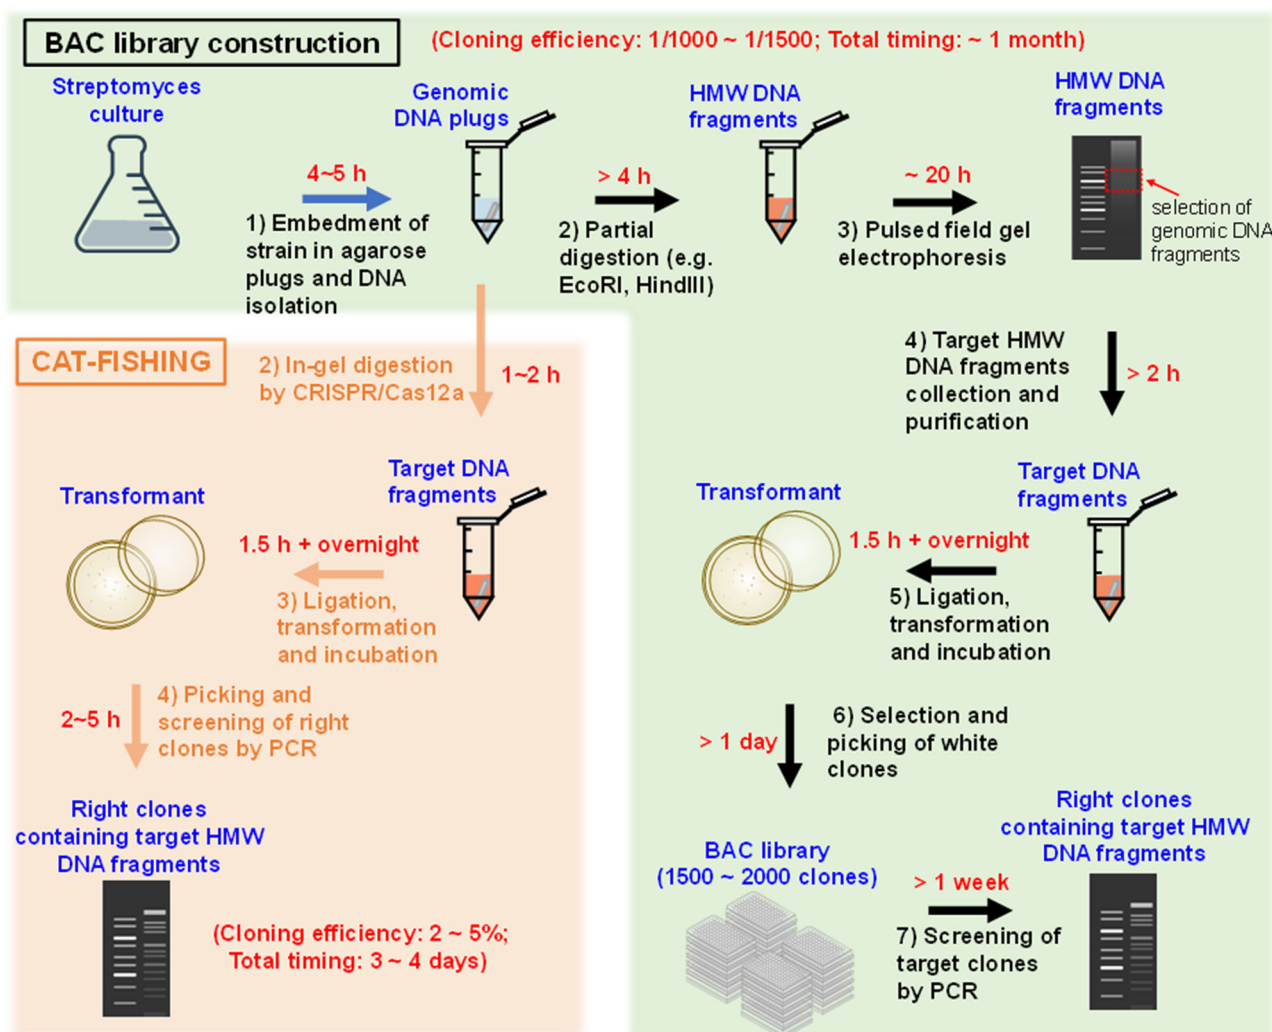 BAC library construction
(Cloning efficiency: 1/1000 ~ 1/1500; Total timing: ~ 1 month)
Streptomyces
culture
4~5 h
1) Embedment of
strain in agarose
plugs and DNA
isolation
Genomic
DNA plugs
> 4 h
2) Partial
digestion (e.g.
EcoRI, HindIII)
HMW DNA
fragments
~ 20 h
3) Pulsed field gel
electrophoresis
HMW DNA
fragments
selection of
genomic DNA
fragments
4) Target HMW
DNA fragments
collection and
purification
> 2 h
Target DNA
fragments
1.5 h + overnight
5) Ligation,
transformation
and incubation
Transformant
> 1 day
6) Selection and
picking of white
clones
BAC library
(1500 ~ 2000 clones)
> 1 week
7) Screening of
target clones
by PCR
Right clones
containing target HMW
DNA fragments
CAT-FISHING
2) In-gel digestion
by CRISPR/Cas12a
1~2 h
Target DNA
fragments
1.5 h + overnight
3) Ligation,
transformation
and incubation
Transformant
2~5 h
4) Picking and
screening of right
clones by PCR
Right clones
containing target HMW
DNA fragments
(Cloning efficiency: 2 ~ 5%;
Total timing: 3 ~ 4 days)